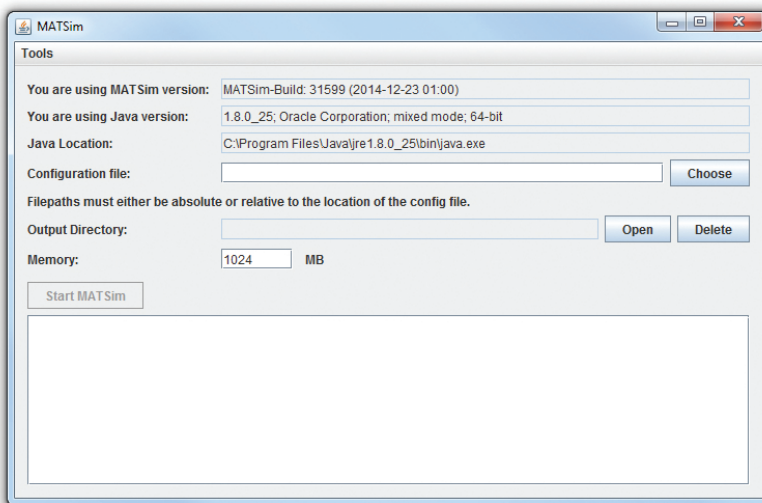 MATSim
Tools
You are using MATSim version: MATSim-Build: 31599 (2014-12-23 01:00)
You are using Java version: 1.8.0_25; Oracle Corporation; mixed mode; 64-bit
Java Location: C:\Program Files\Java\jre1.8.0_25\bin\java.exe
Configuration file: Choose
Filepaths must either be absolute or relative to the location of the config file.
Output Directory: Open Delete
Memory: 1024 MB
Start MATSim